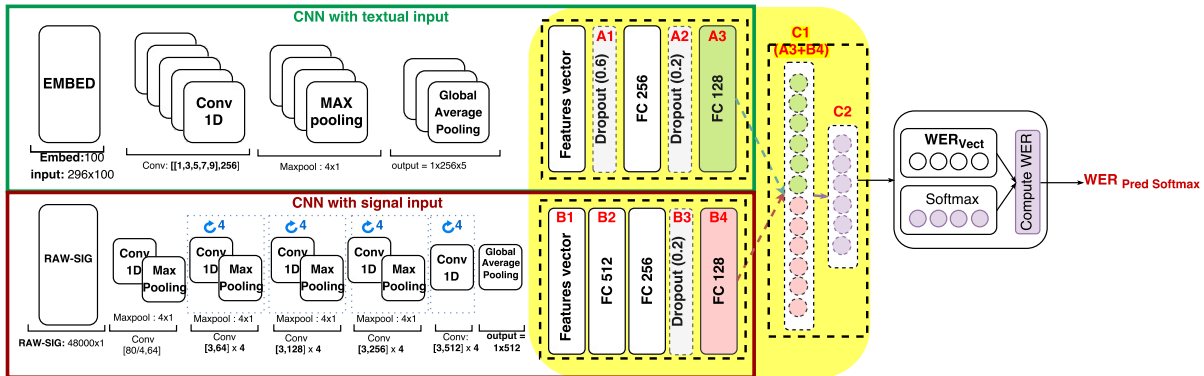 CNN with textual input
EMBED
Conv
1D
MAX
pooling
Global
Average
Pooling
Embed:100
input: 296x100
Conv: [[1,3,5,7,9],256]
Maxpool : 4x1
output = 1x256x5
Features vector
A1
Dropout (0.6)
FC 256
A2
Dropout (0.2)
A3
FC 128
CNN with signal input
RAW-SIG
Conv
1D
Max
Pooling
4
Conv
1D
Max
Pooling
4
Conv
1D
Max
Pooling
4
Conv
1D
Max
Pooling
4
Conv
1D
Global
Average
Pooling
Maxpool : 4x1
Maxpool : 4x1
Maxpool : 4x1
Maxpool : 4x1
RAW-SIG: 48000x1
Conv
[80/4,64]
Conv
[3,64] x 4
Conv
[3,128] x 4
Conv
[3,256] x 4
Conv:
[3,512] x 4
output =
1x512
B1
Features vector
B2
FC 512
FC 256
B3
Dropout (0.2)
B4
FC 128
C1
(A3+B4)
C2
WERVect
Softmax
Compute WER
WER Pred Softmax